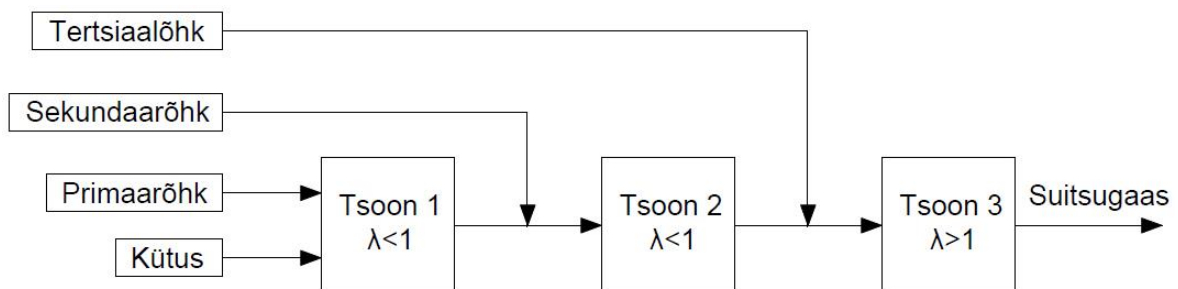 Tertsiaalõhk
Sekundaarõhk
Primaarõhk
Kütus
Tsoon 1
λ<1
Tsoon 2
λ<1
Tsoon 3
λ>1
Suitsugaas